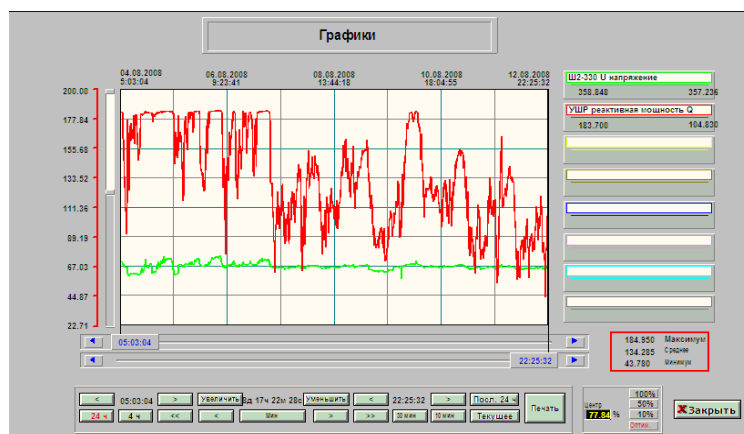 Графики
04.08.2008 06.08.2008 08.08.2008 10.08.2008 12.08.2008
5:03:04 9:23:41 13:44:18 18:04:55 22:25:32
200.00
177.84
155.68
133.52
111.36
89.19
67.03
44.87
22.71
Ш2-330 U напряжение
358.848 357.236
УШР реактивная мощность Q
183.700 104.830
05:03:04
22:25:32
184.950 Максимум
134.285 Среднее
43.780 Минимум
< 05:03:04 > Увеличить 8д 17ч 22м 28с Уменьшить < 22:25:32 > Посл. 24 ч
24 ч 4 ч << < Мин > >> 30 мин 10 мин Текущее
Печать
Центр
77.84 %
100%
50%
10%
Оптим.
Закрыть